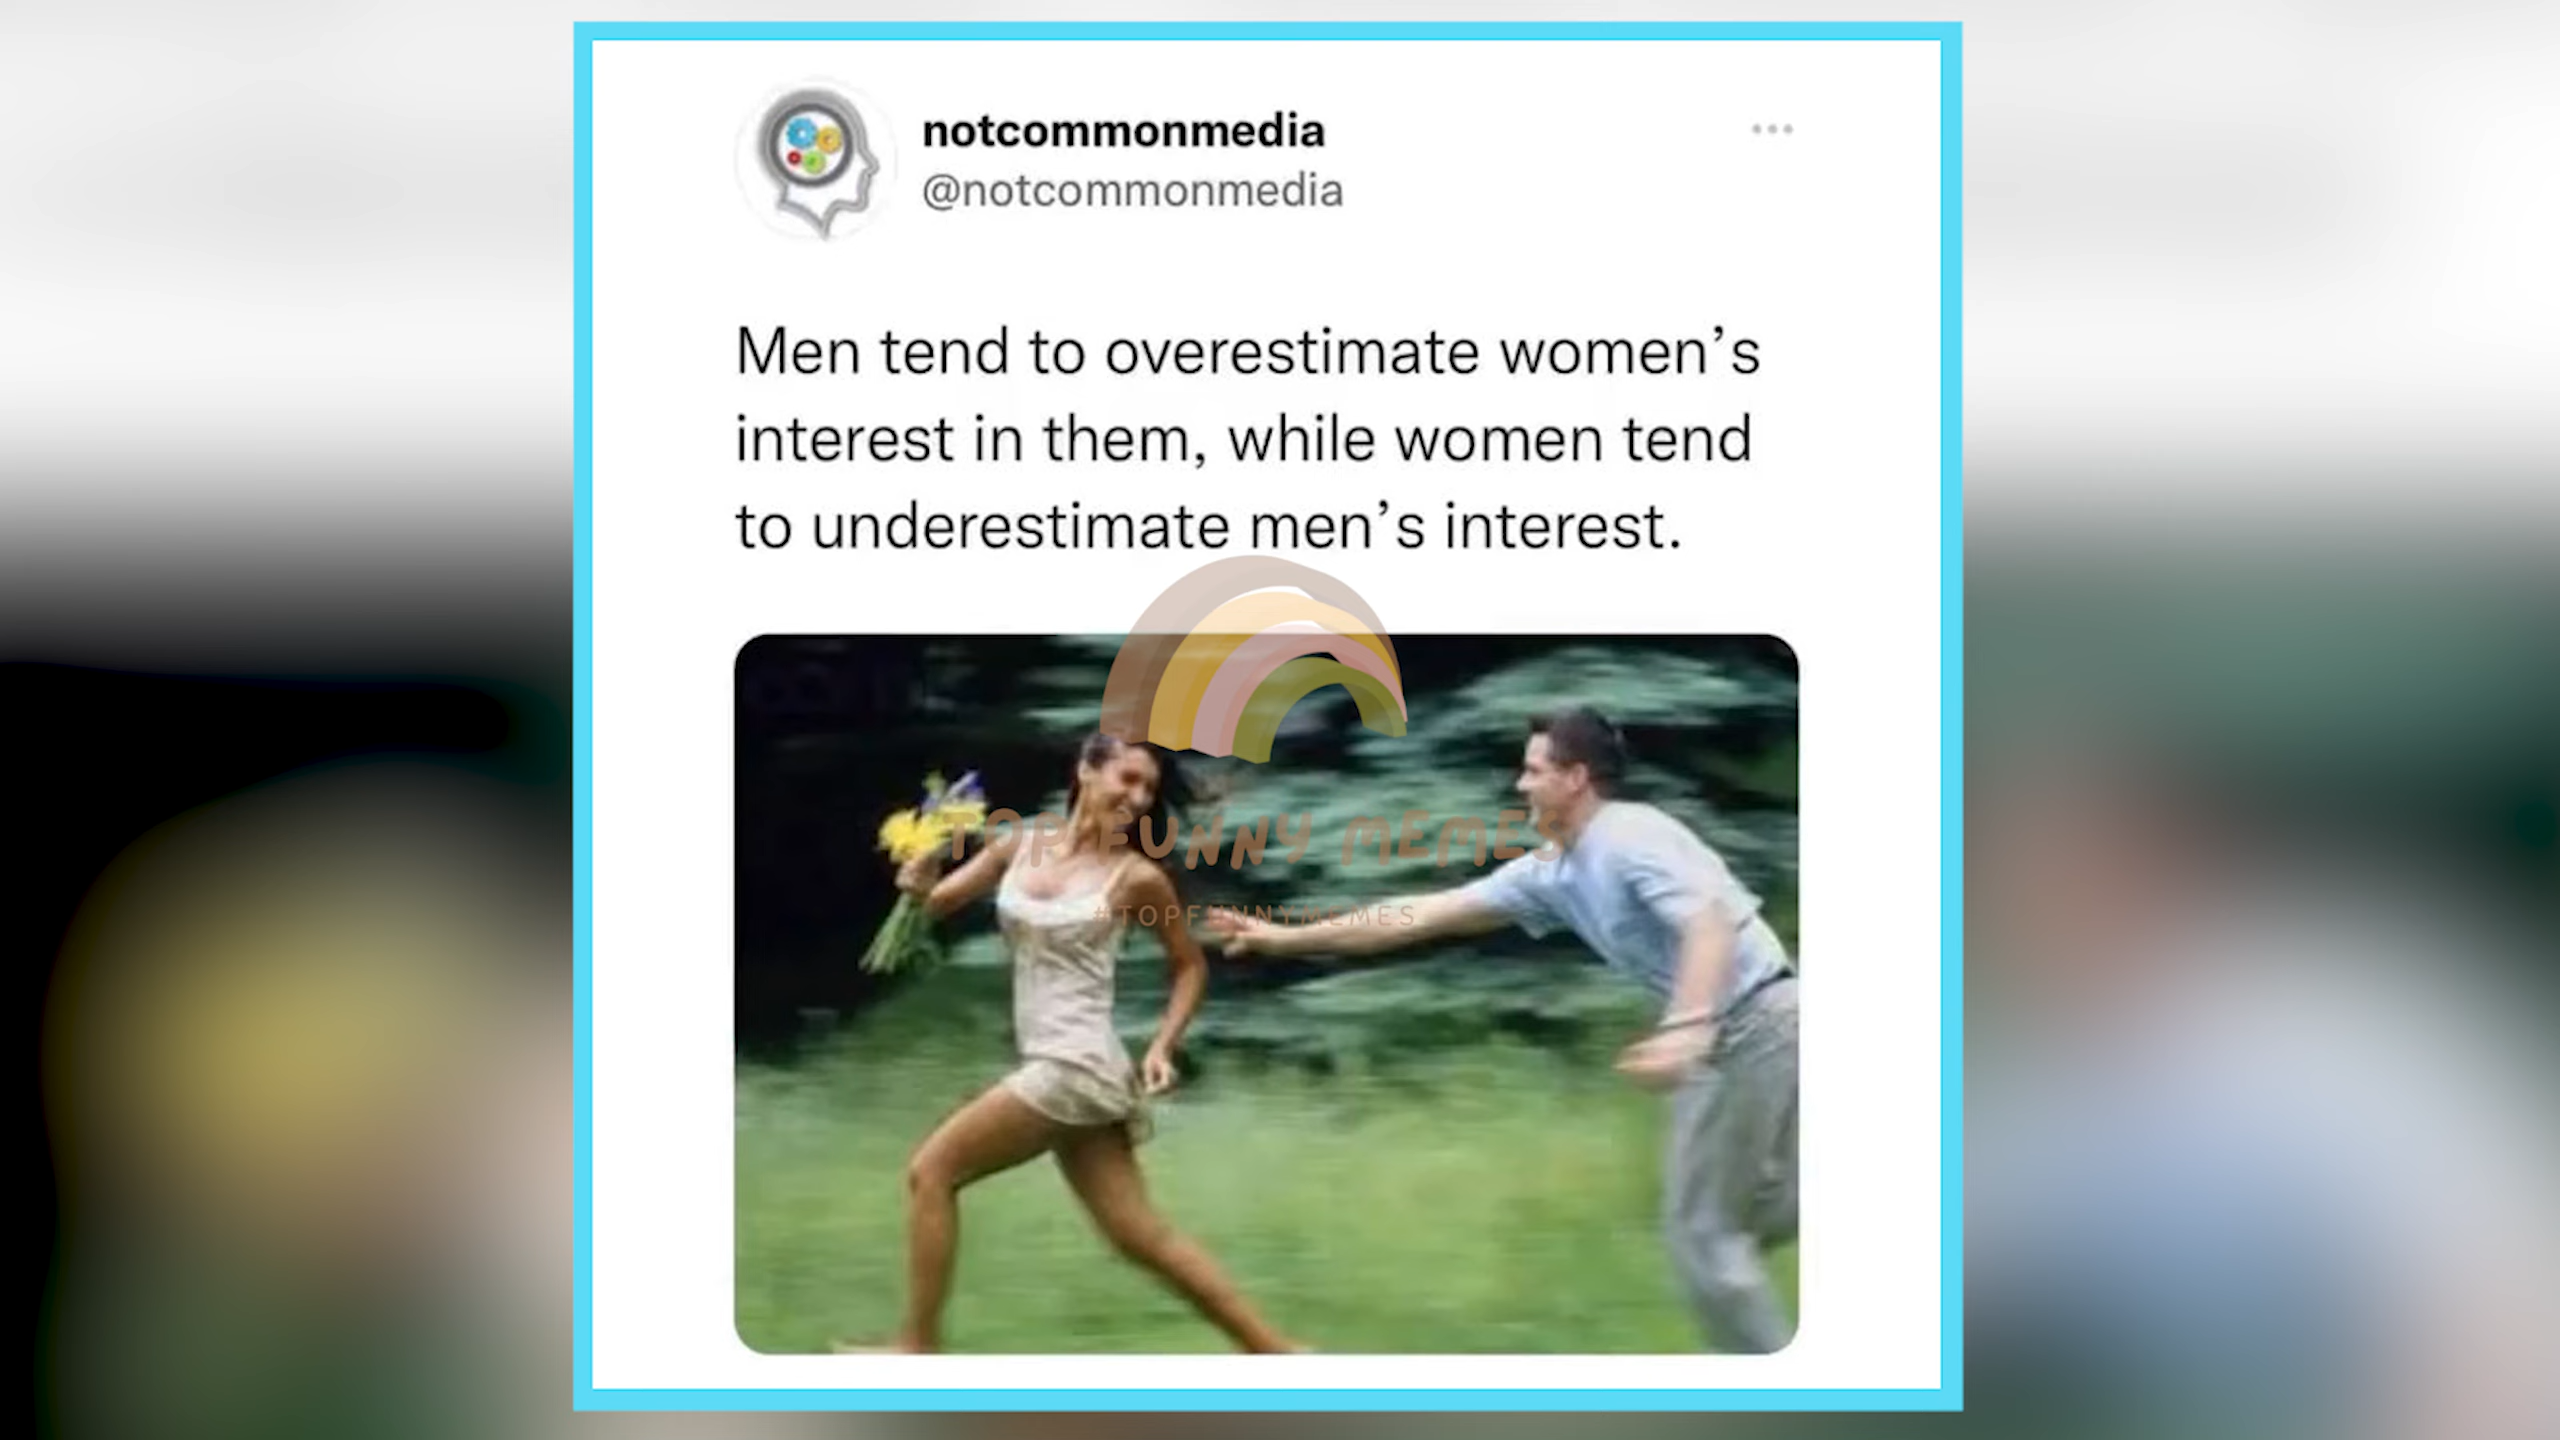 notcommonmedia
@notcommonmedia
Men tend to overestimate women’s
interest in them, while women tend
to underestimate men’s interest.
TOP FUNNY MEMES
#TOPFUNNYMEMES